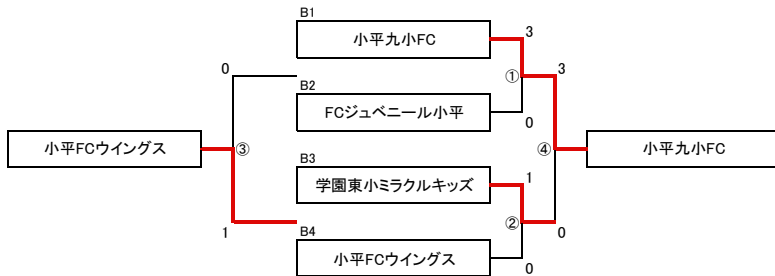 B1
小平九小FC
3
0
3
①
B2
FCジュベニール小平
0
小平FCウイングス
③
④
小平九小FC
B3
学園東小ミラクルキッズ
1
②
1
0
B4
小平FCウイングス
0